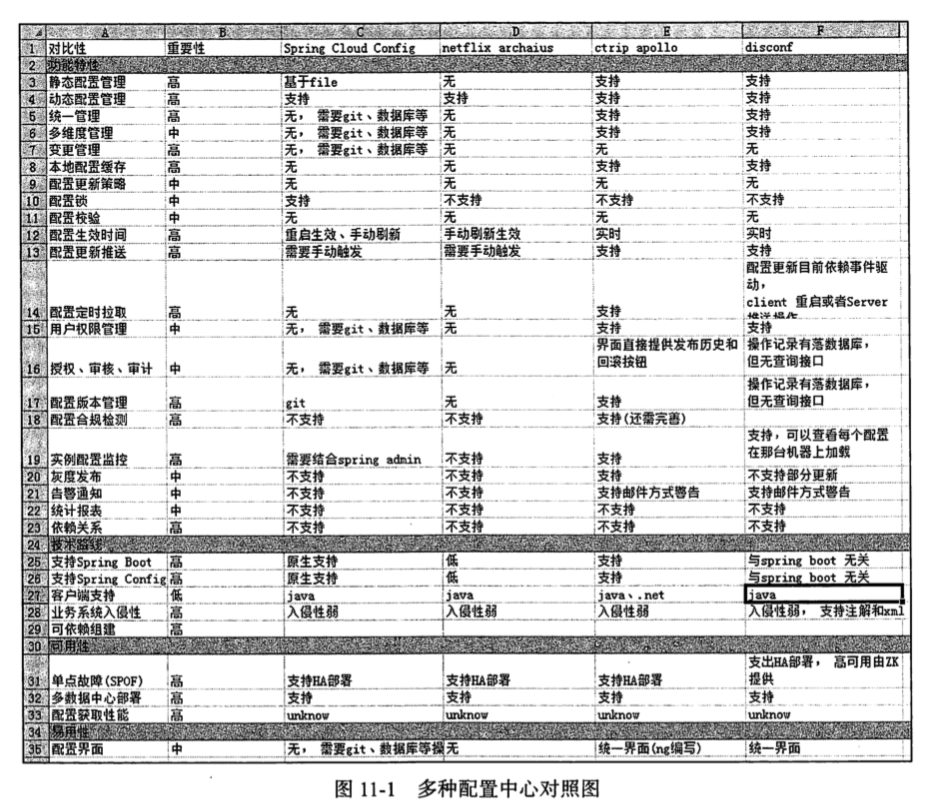 A B C D E F
1 对比性 重要性 Spring Cloud Config netflix archaius ctrip apollo disconf
2 功能特性
3 静态配置管理 高 基于file 无 支持 支持
4 动态配置管理 高 支持 支持 支持 支持
5 统一管理 高 无, 需要git、数据库等 无 支持 支持
6 多维度管理 中 无, 需要git、数据库等 无 支持 支持
7 变更管理 高 无, 需要git、数据库等 无 无 无
8 本地配置缓存 高 无 无 支持 支持
9 配置更新策略 中 无 无 无 无
10 配置锁 中 支持 不支持 不支持 不支持
11 配置校验 中 无 无 无 无
12 配置生效时间 高 重启生效、手动刷新 手动刷新生效 实时 实时
13 配置更新推送 高 需要手动触发 需要手动触发 支持 支持
配置更新目前依赖事件驱
动,
client 重启或者Server
14 配置定时拉取 高 无 无 支持 推送操作
15 用户权限管理 中 无, 需要git、数据库等 无 支持 支持
界面直接提供发布历史和 操作记录有落数据库,
16 授权、审核、审计 中 无, 需要git、数据库等 无 回滚按钮 但无查询接口
操作记录有落数据库,
17 配置版本管理 高 git 无 支持 但无查询接口
18 配置合规检测 高 不支持 不支持 支持(还需完善)
支持,可以查看每个配置
19 实例配置监控 高 需要结合spring admin 不支持 支持 在那台机器上加载
20 灰度发布 中 不支持 不支持 支持 不支持部分更新
21 告警通知 中 不支持 不支持 支持邮件方式警告 支持邮件方式警告
22 统计报表 中 不支持 不支持 不支持 不支持
23 依赖关系 高 不支持 不支持 不支持 不支持
24 技术路线
25 支持Spring Boot 高 原生支持 低 支持 与spring boot 无关
26 支持Spring Config 高 原生支持 低 支持 与spring boot 无关
27 客户端支持 低 java java java、.net java
28 业务系统入侵性 高 入侵性弱 入侵性弱 入侵性弱 入侵性弱, 支持注解和xml
29 可依赖组建 高
30 可用性
支出HA部署, 高可用由ZK
31 单点故障(SPOF) 高 支持HA部署 支持HA部署 支持HA部署 提供
32 多数据中心部署 高 支持 支持 支持 支持
33 配置获取性能 高 unknow unknow unknow unknow
34 易用性
35 配置界面 中 无, 需要git、数据库等操 无 统一界面(ng编写) 统一界面
图 11-1 多种配置中心对照图